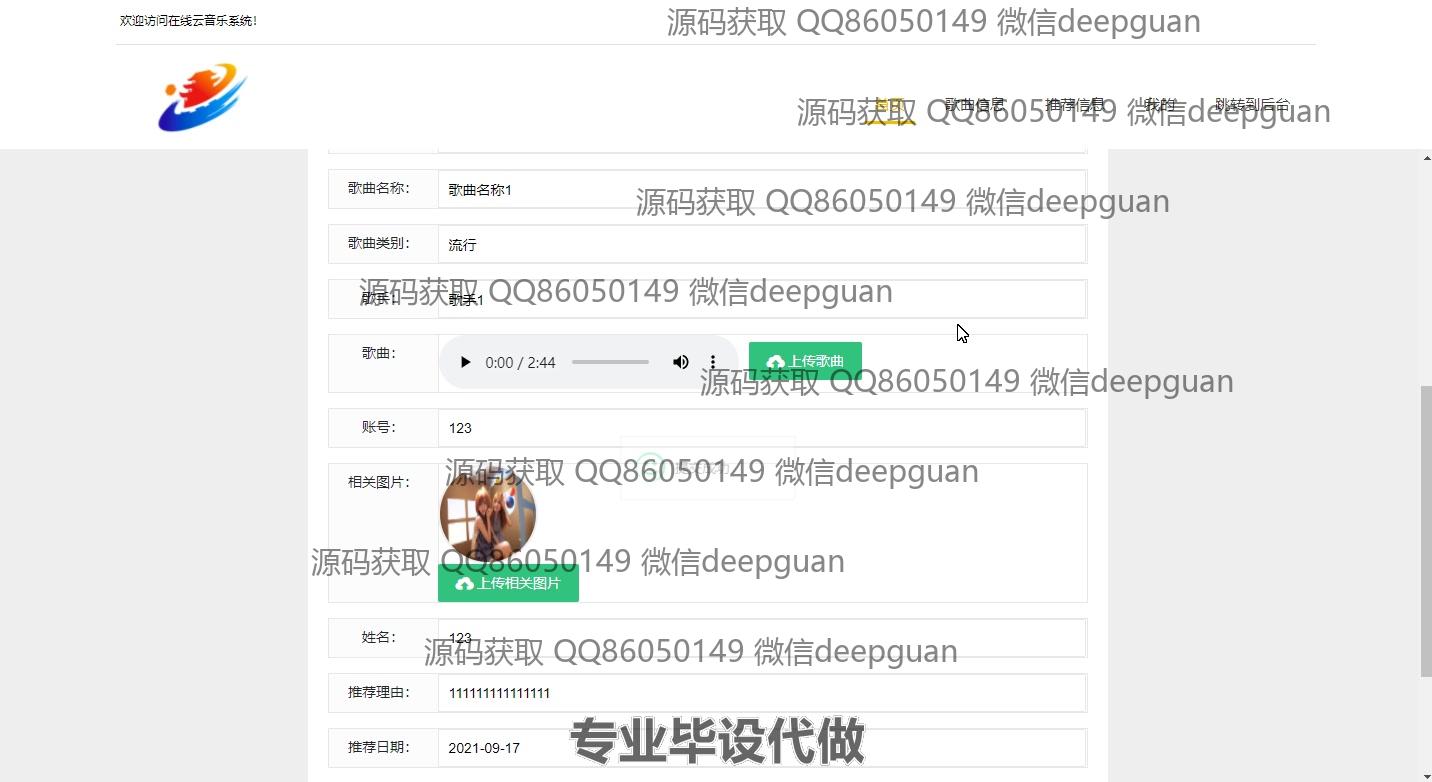 欢迎访问在线云音乐系统！
源码获取 QQ86050149 微信deepguan
首页 歌曲信息 推荐信息 我的 跳转到后台
源码获取 QQ86050149 微信deepguan
歌曲名称： 歌曲名称1
源码获取 QQ86050149 微信deepguan
歌曲类别： 流行
源码获取 QQ86050149 微信deepguan
歌手： 歌手1
歌曲： 0:00 / 2:44 上传歌曲
源码获取 QQ86050149 微信deepguan
账号： 123
源码获取 QQ86050149 微信deepguan
相关图片：
源码获取 QQ86050149 微信deepguan
上传相关图片
姓名： 123
源码获取 QQ86050149 微信deepguan
推荐理由： 111111111111111
专业毕设代做
推荐日期： 2021-09-17